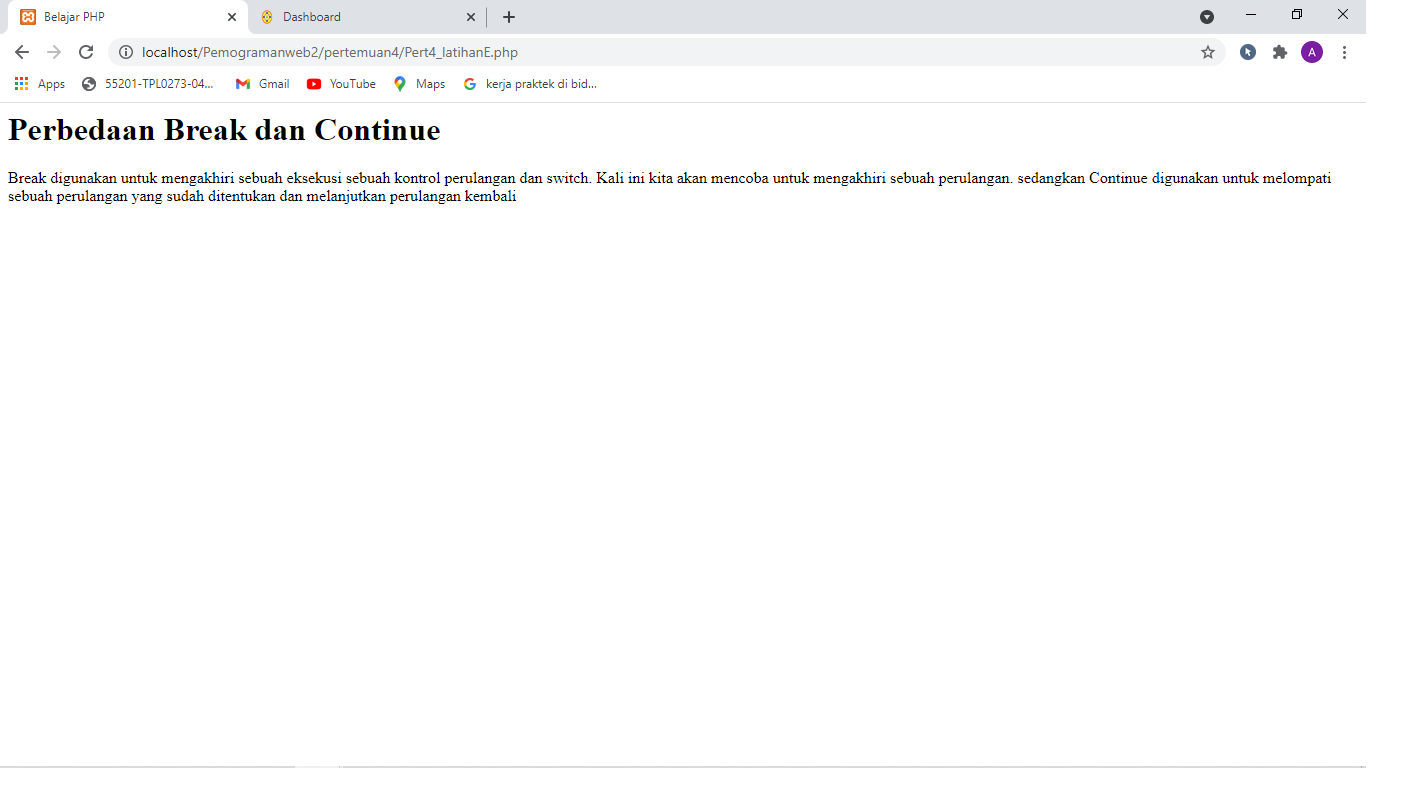 Belajar PHP
Dashboard
localhost/Pemogramanweb2/pertemuan4/Pert4_latihanE.php
A
Apps
55201-TPL0273-04...
Gmail
YouTube
Maps
kerja praktek di bid...
Perbedaan Break dan Continue
Break digunakan untuk mengakhiri sebuah eksekusi sebuah kontrol perulangan dan switch. Kali ini kita akan mencoba untuk mengakhiri sebuah perulangan. sedangkan Continue digunakan untuk melompati
sebuah perulangan yang sudah ditentukan dan melanjutkan perulangan kembali